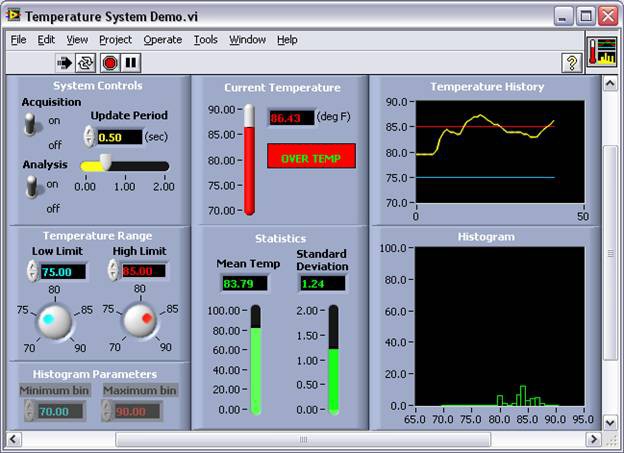 Temperature System Demo.vi
File Edit View Project Operate Tools Window Help
System Controls
Acquisition
on
off
Update Period
0.50 (sec)
0.00 1.00 2.00
Analysis
on
off
Current Temperature
90.00
85.00
80.00
75.00
70.00
86.43 (deg F)
OVER TEMP
Temperature History
90.0
85.0
80.0
75.0
70.0
0 50
Temperature Range
Low Limit High Limit
75.00 85.00
80 80
75 85 75 85
70 90 70 90
Histogram Parameters
Minimum bin Maximum bin
70.00 90.00
Statistics
Mean Temp
83.79
100.00
80.00
60.00
40.00
20.00
0.00
Standard
Deviation
1.24
2.00
1.50
1.00
0.50
0.00
Histogram
100.0
80.0
60.0
40.0
20.0
0.0
65.0 70.0 75.0 80.0 85.0 90.0 95.0